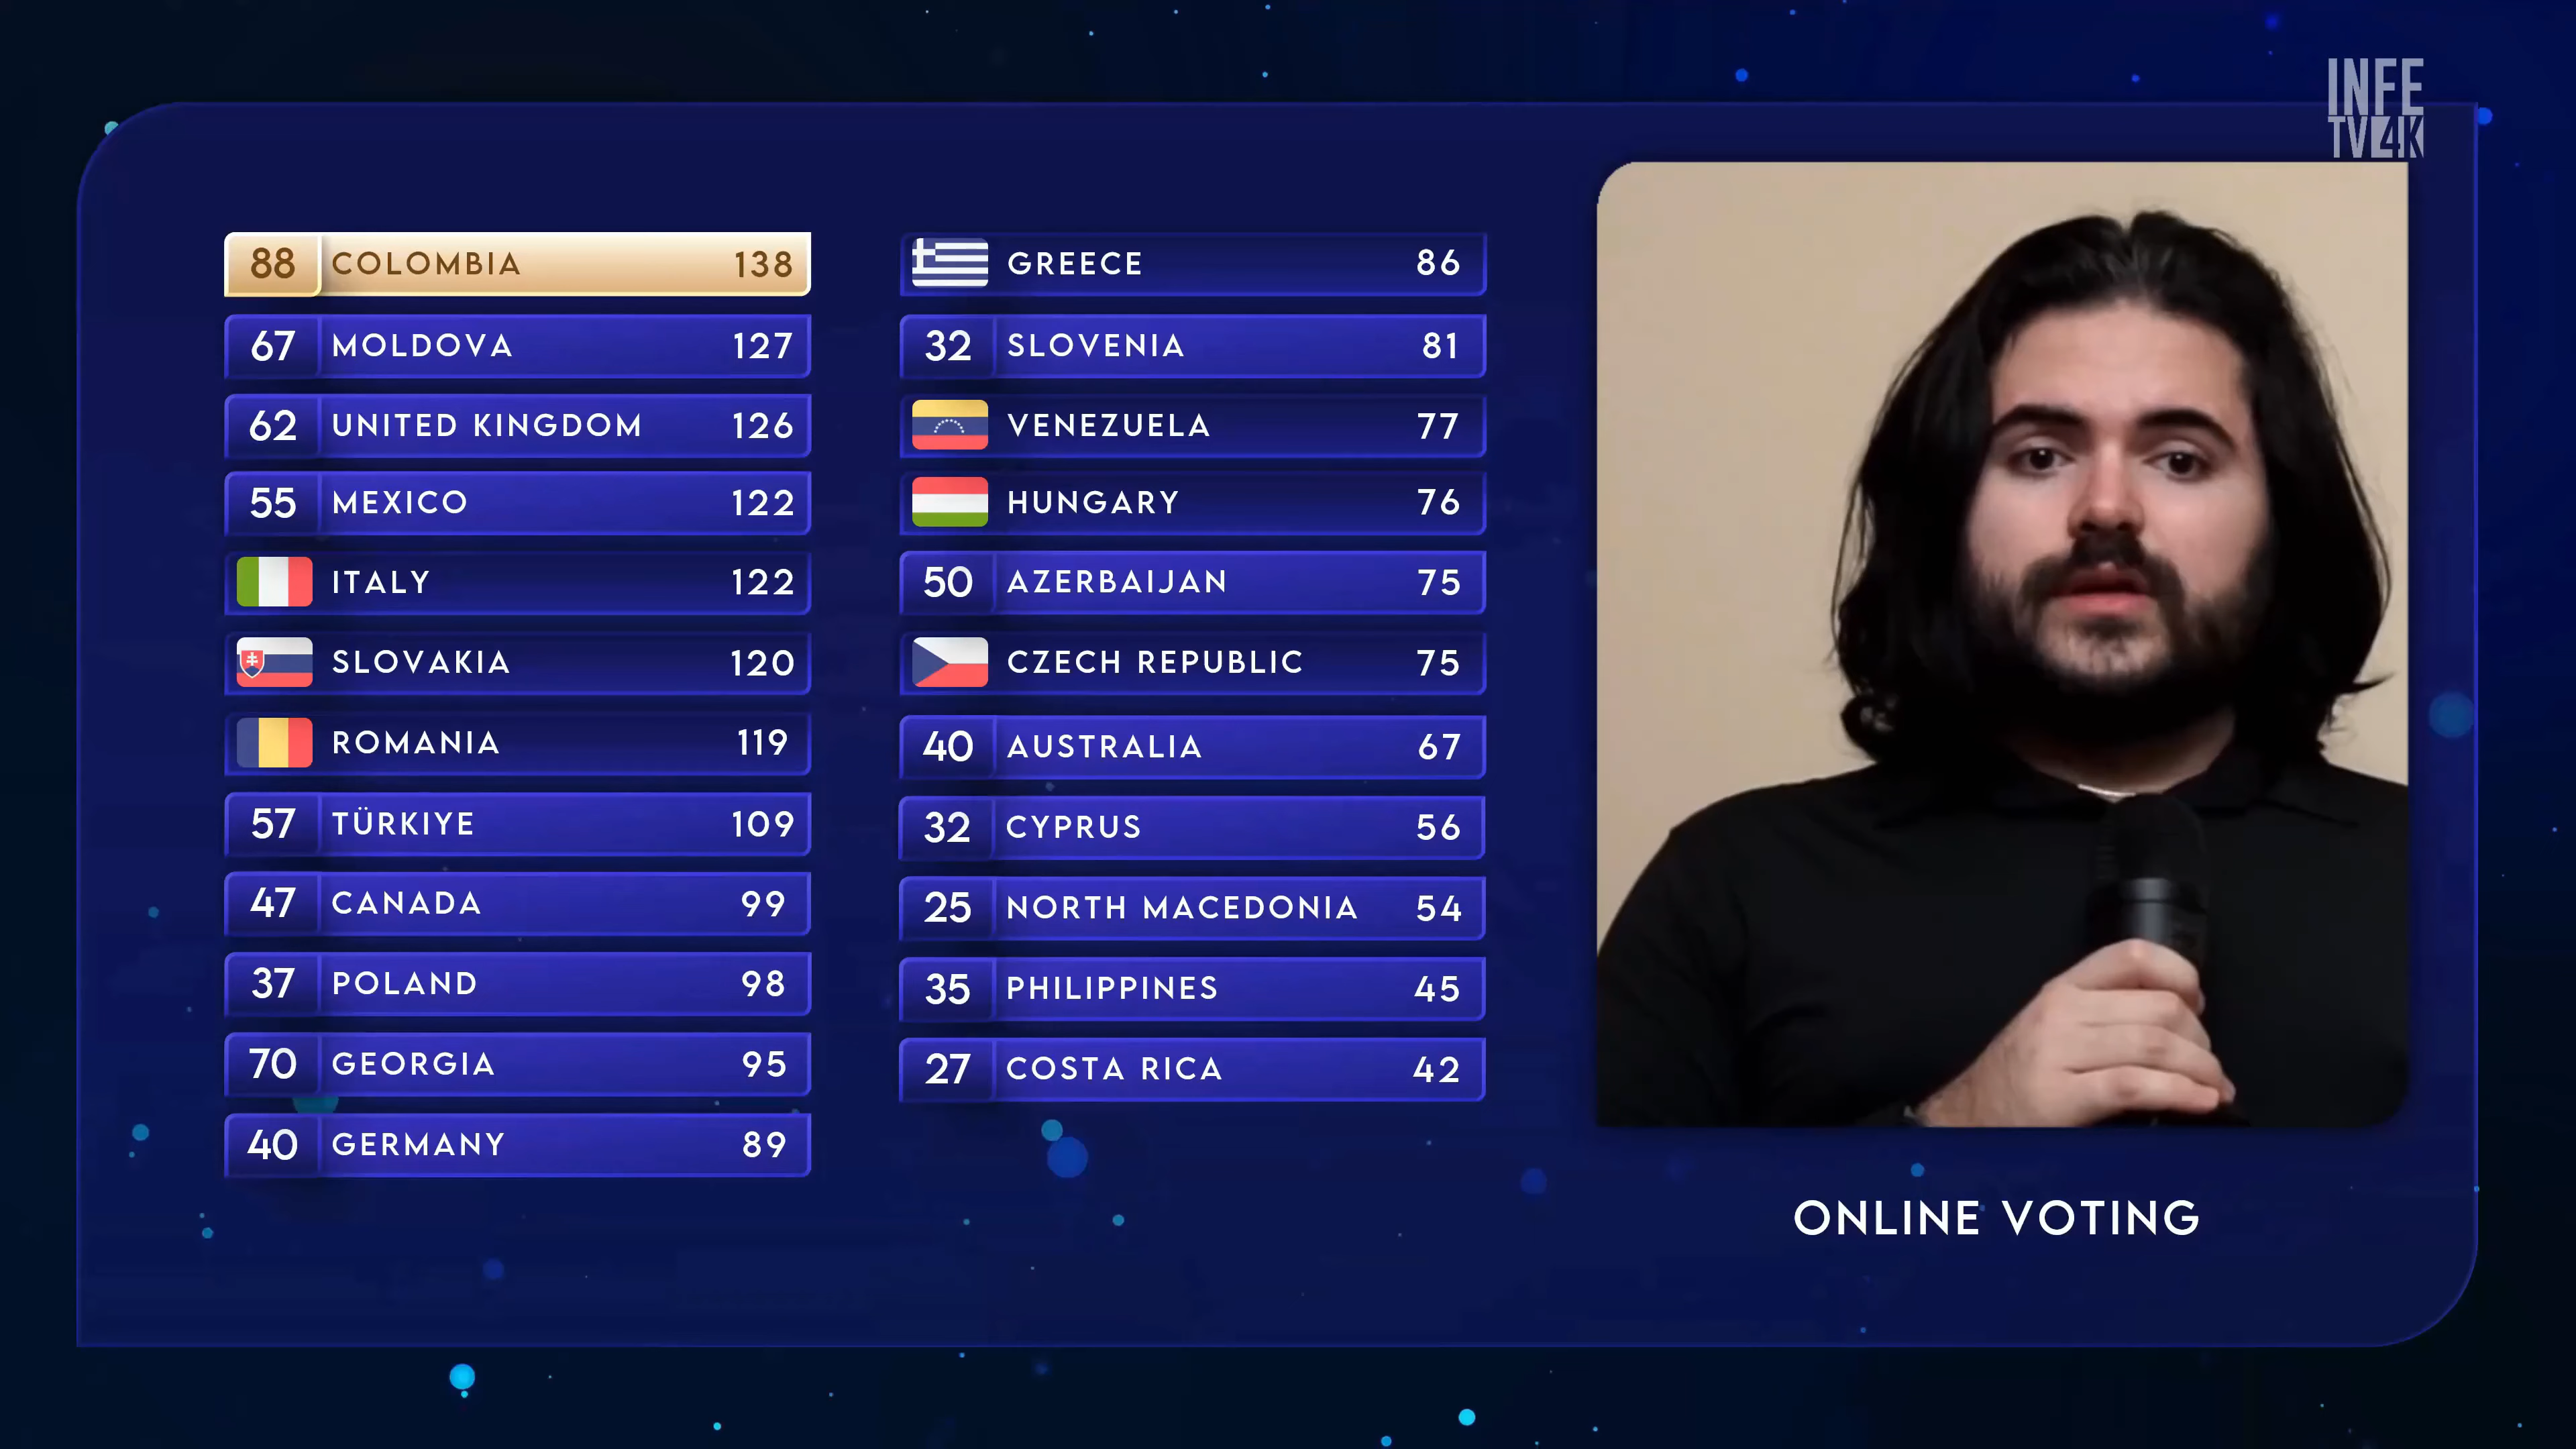 INFE
TV 4K
88 COLOMBIA 138
67 MOLDOVA 127
62 UNITED KINGDOM 126
55 MEXICO 122
ITALY 122
SLOVAKIA 120
ROMANIA 119
57 TÜRKIYE 109
47 CANADA 99
37 POLAND 98
70 GEORGIA 95
40 GERMANY 89
GREECE 86
32 SLOVENIA 81
VENEZUELA 77
HUNGARY 76
50 AZERBAIJAN 75
CZECH REPUBLIC 75
40 AUSTRALIA 67
32 CYPRUS 56
25 NORTH MACEDONIA 54
35 PHILIPPINES 45
27 COSTA RICA 42
ONLINE VOTING